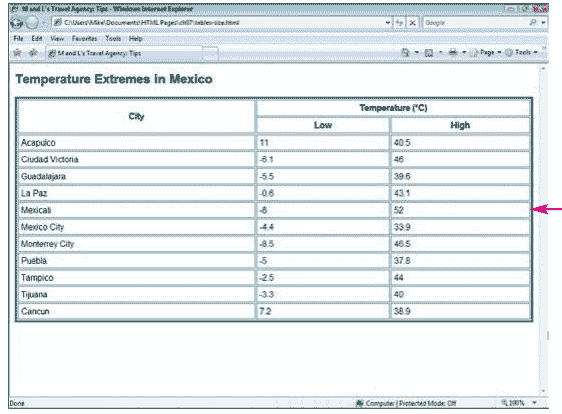 M and L's Travel Agency: Tips - Windows Internet Explorer
C:\Users\Mike\Documents\HTML Pages\ch07\tables-size.html
Google
File Edit View Favorites Tools Help
M and L's Travel Agency: Tips
Page Tools
Temperature Extremes in Mexico
City
Temperature (°C)
Low High
Acapulco 11 40.5
Ciudad Victoria -6.1 46
Guadalajara -5.5 39.6
La Paz -0.6 43.1
Mexicali -8 52
Mexico City -4.4 33.9
Monterrey City -8.5 46.5
Puebla -5 37.8
Tampico -2.5 44
Tijuana -3.3 40
Cancun 7.2 38.9
Done Computer | Protected Mode: Off 100%